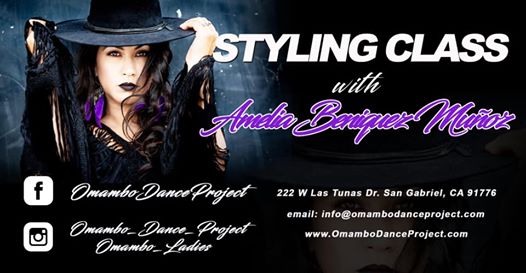 STYLING CLASS
with
Amelia Beniquez Muñoz
OmamboDanceProject
Omambo_Dance_Project
Omambo_Ladies
222 W Las Tunas Dr. San Gabriel, CA 91776
email: info@omambodanceproject.com
www.OmamboDanceProject.com